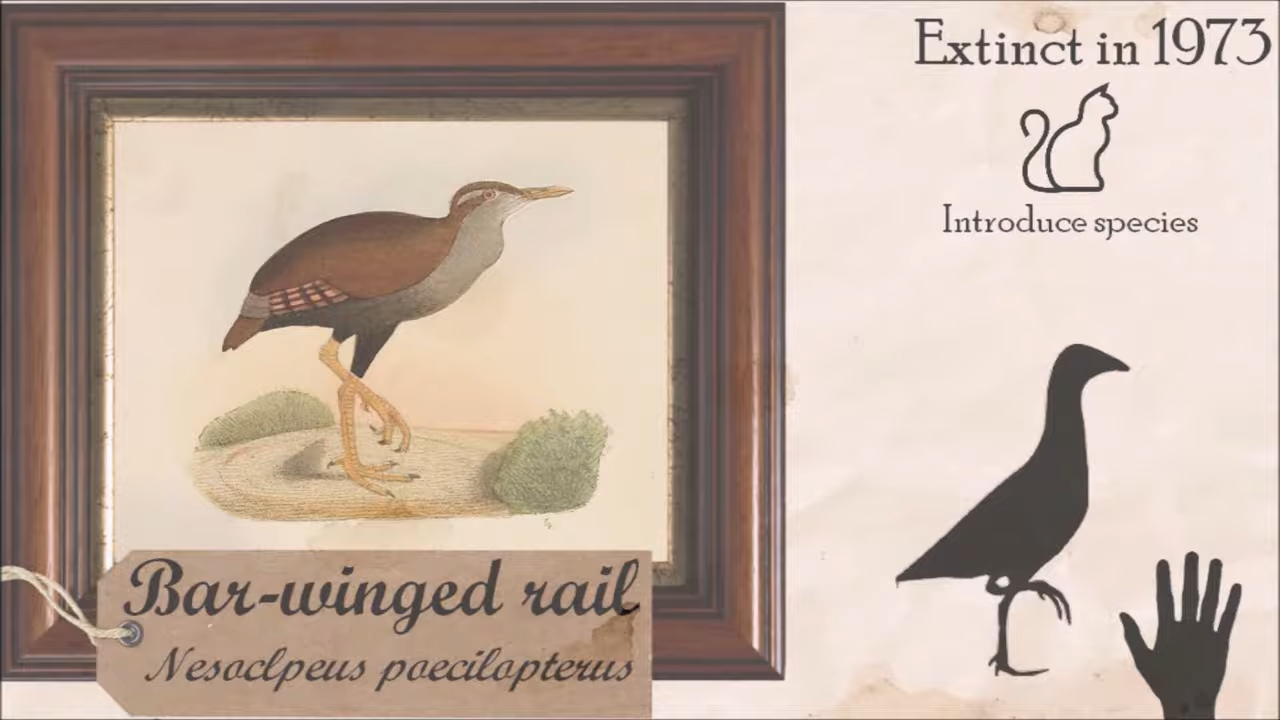 Extinct in 1973
Introduce species
Bar-winged rail
Nesoclpeus poecilopterus